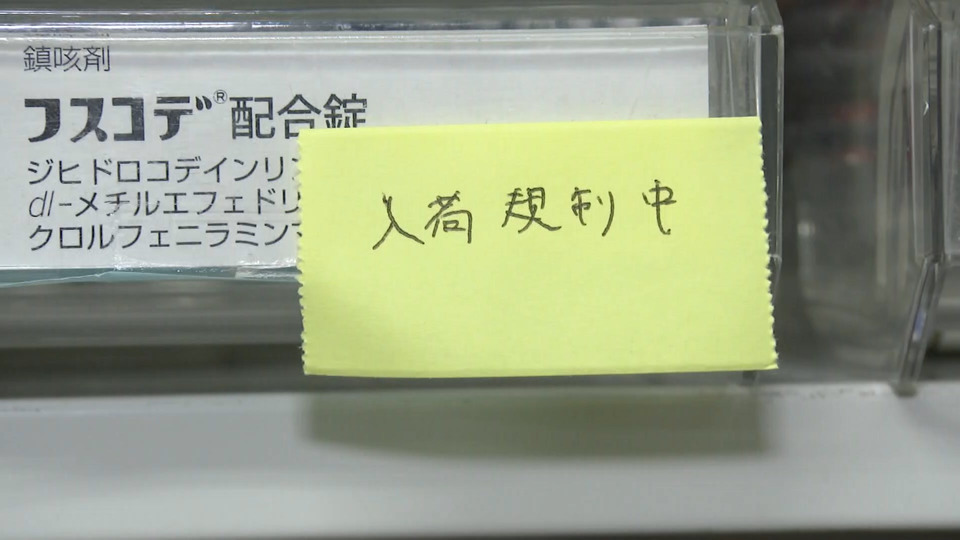 鎮咳剤
フスコデ®配合錠
ジヒドロコデインリン
dl-メチルエフェドリ
クロルフェニラミンマ
入荷規制中